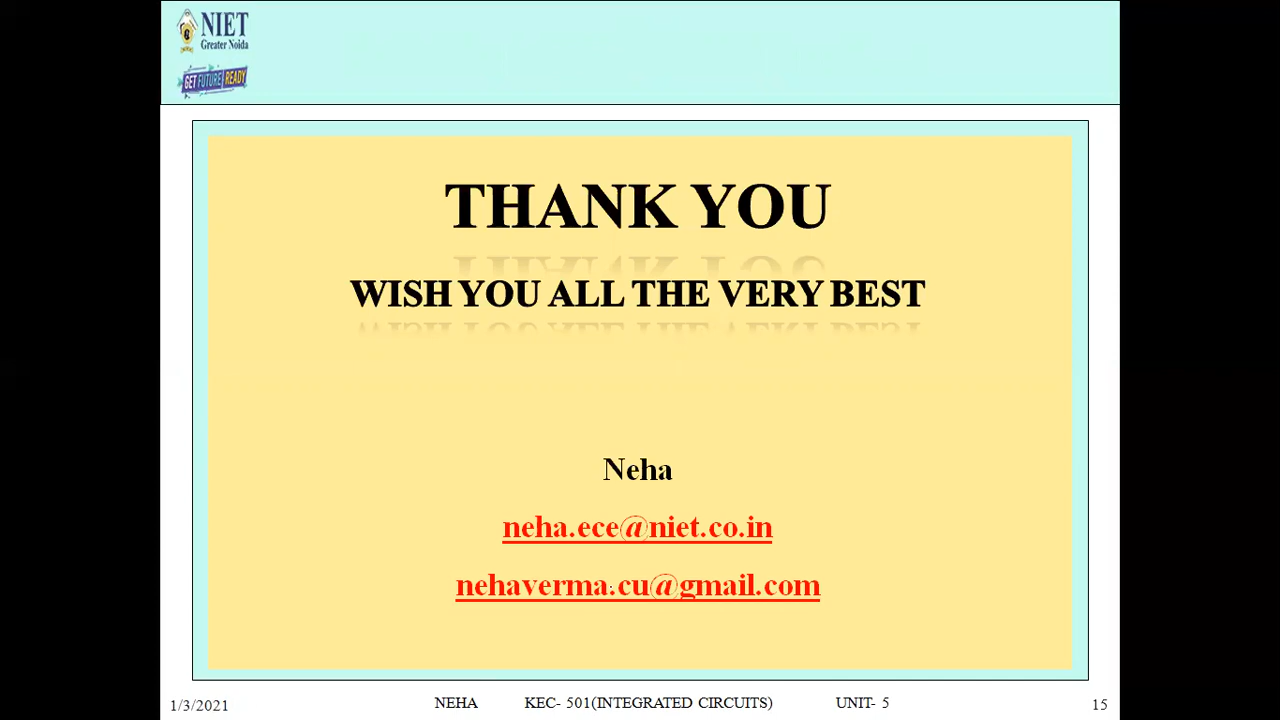 NIET
Greater Noida
GET FUTURE READY
THANK YOU
WISH YOU ALL THE VERY BEST
Neha
neha.ece@niet.co.in
nehaverma.cu@gmail.com
1/3/2021 NEHA KEC- 501(INTEGRATED CIRCUITS) UNIT- 5 15